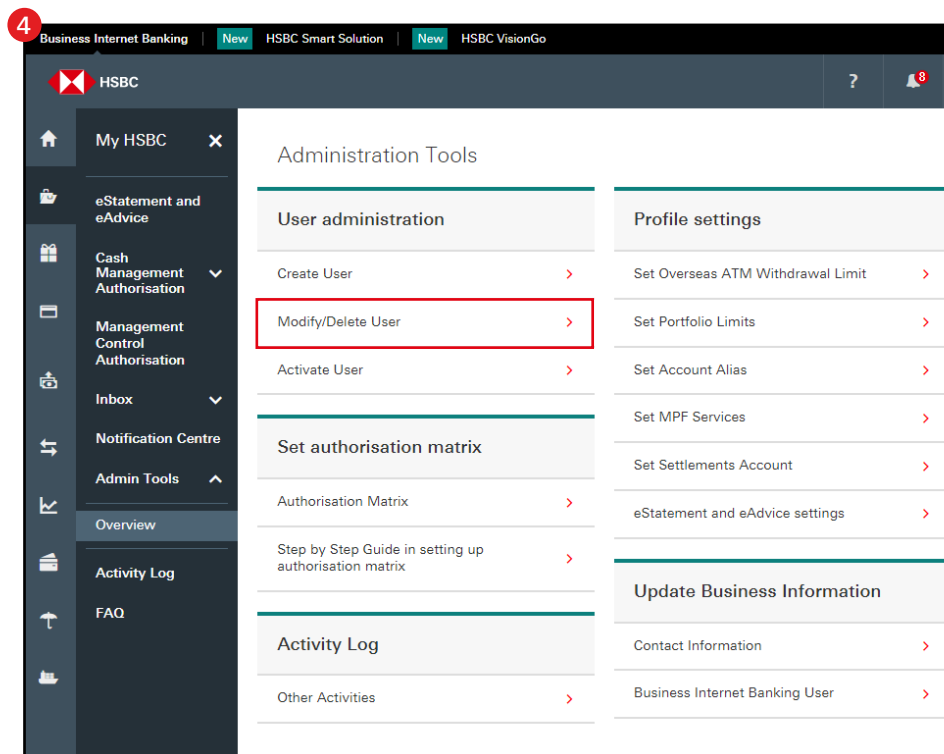 4
Business Internet Banking
New
HSBC Smart Solution
New
HSBC VisionGo
HSBC
?
8
My HSBC
eStatement and
eAdvice
Cash
Management
Authorisation
Management
Control
Authorisation
Inbox
Notification Centre
Admin Tools
Overview
Activity Log
FAQ
Administration Tools
User administration
Create User
Modify/Delete User
Activate User
Set authorisation matrix
Authorisation Matrix
Step by Step Guide in setting up
authorisation matrix
Activity Log
Other Activities
Profile settings
Set Overseas ATM Withdrawal Limit
Set Portfolio Limits
Set Account Alias
Set MPF Services
Set Settlements Account
eStatement and eAdvice settings
Update Business Information
Contact Information
Business Internet Banking User